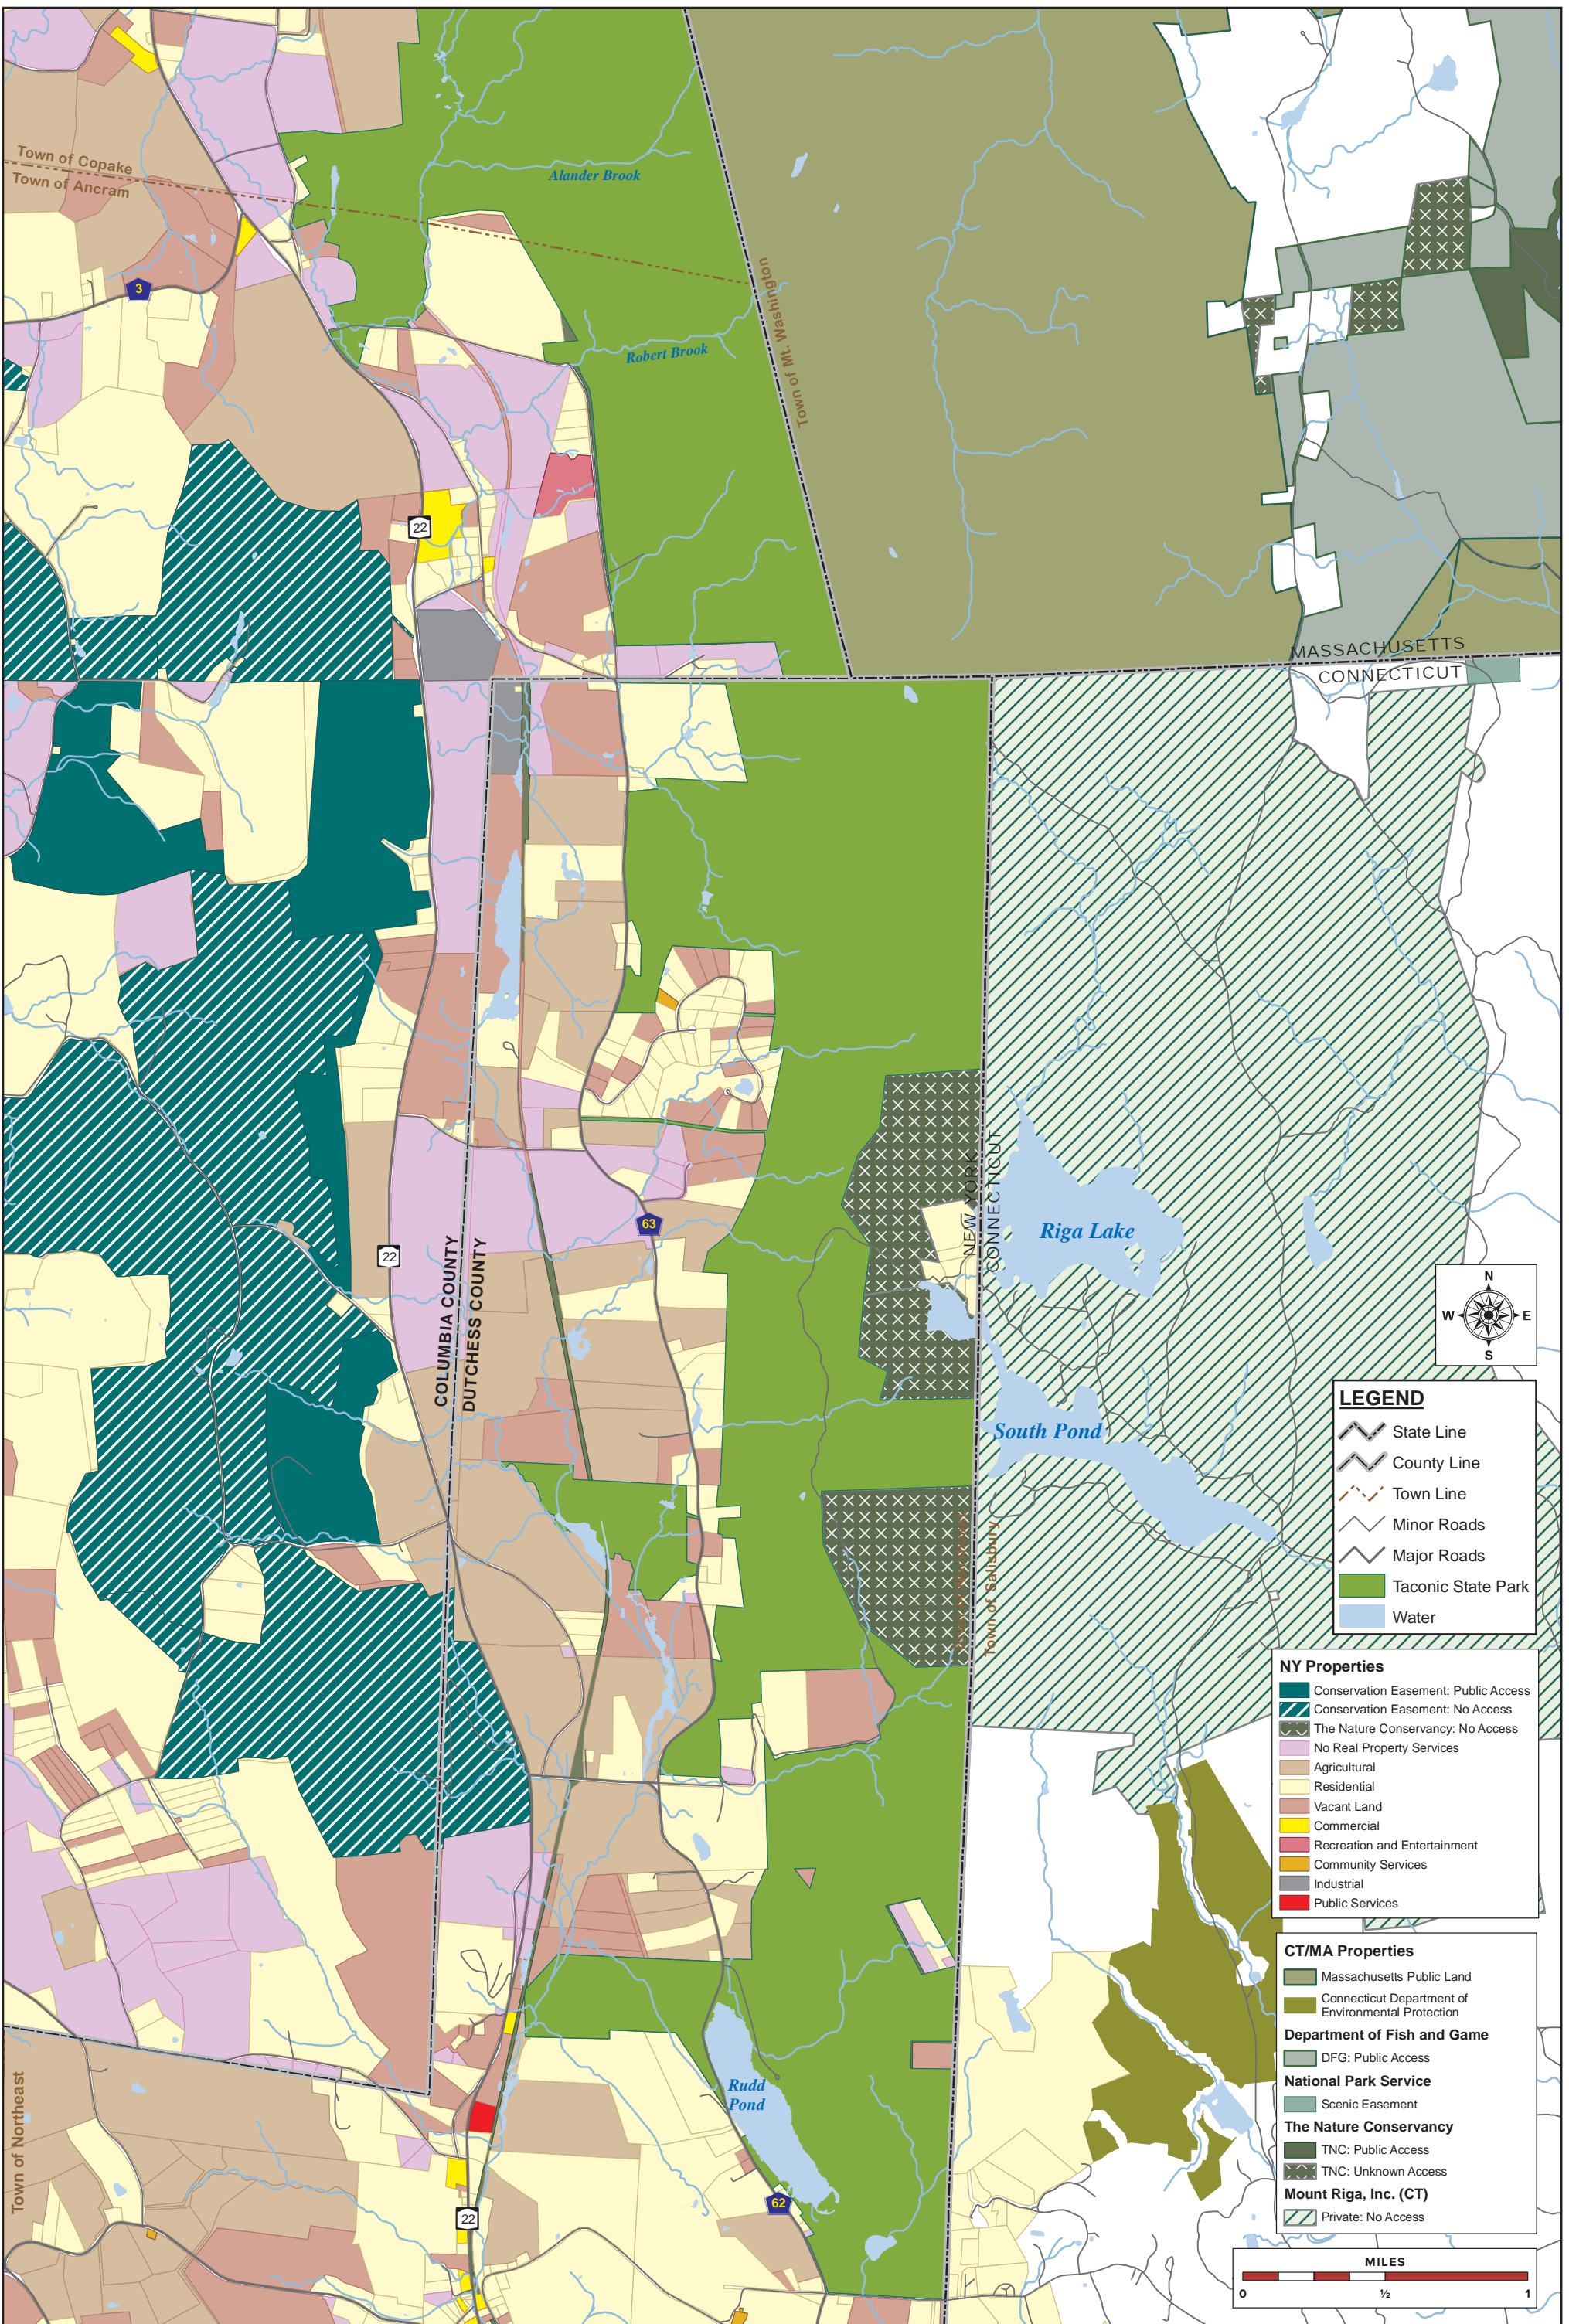 Town of Copake
Town of Ancram
Alander Brook
3
Robert Brook
Town of Mt. Washington
22
MASSACHUSETTS
CONNECTICUT
NEW YORK
CONNECTICUT
Riga Lake
63
22
COLUMBIA COUNTY
DUTCHESS COUNTY
South Pond
Town of Salisbury
Rudd
Pond
Town of Northeast
62
22
N
W
E
S
LEGEND
State Line
County Line
Town Line
Minor Roads
Major Roads
Taconic State Park
Water
NY Properties
Conservation Easement: Public Access
Conservation Easement: No Access
The Nature Conservancy: No Access
No Real Property Services
Agricultural
Residential
Vacant Land
Commercial
Recreation and Entertainment
Community Services
Industrial
Public Services
CT/MA Properties
Massachusetts Public Land
Connecticut Department of
Environmental Protection
Department of Fish and Game
DFG: Public Access
National Park Service
Scenic Easement
The Nature Conservancy
TNC: Public Access
TNC: Unknown Access
Mount Riga, Inc. (CT)
Private: No Access
MILES
0 ½ 1